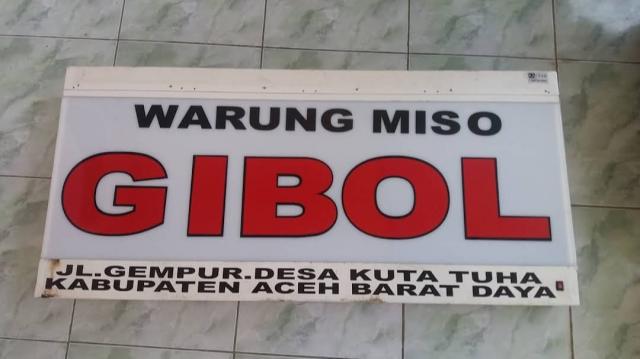 WARUNG MISO
GIBOL
JL.GEMPUR.DESA KUTA TUHA
KABUPATEN ACEH BARAT DAYA